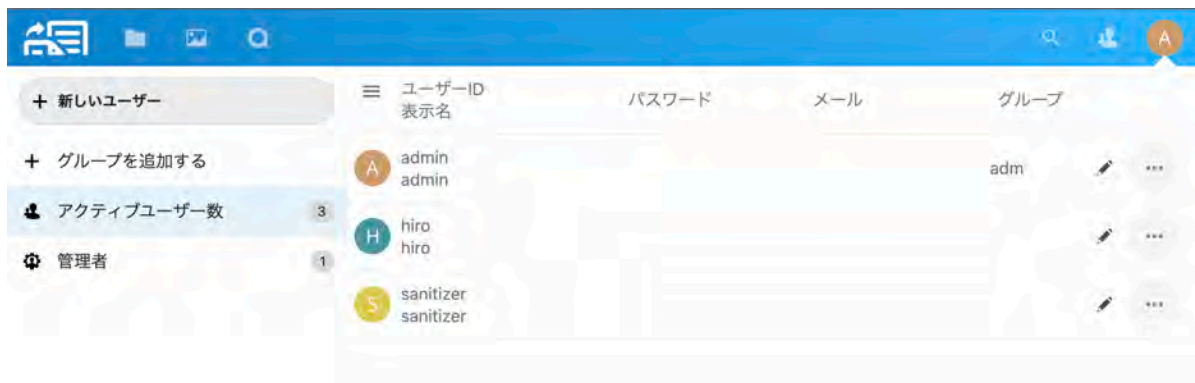 A
+ 新しいユーザー
+ グループを追加する
アクティブユーザー数 3
管理者 1
ユーザーID パスワード メール グループ
表示名
A admin adm
admin
H hiro
hiro
S sanitizer
sanitizer